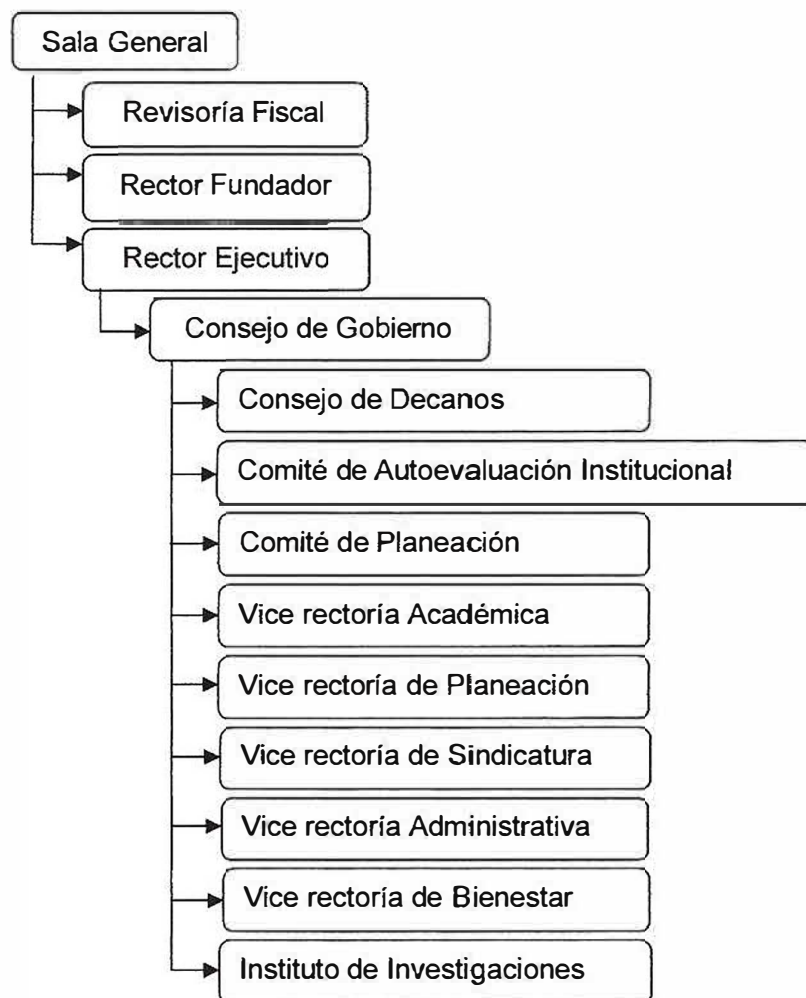 Sala General
Revisoría Fiscal
Rector Fundador
Rector Ejecutivo
Consejo de Gobierno
Consejo de Decanos
Comité de Autoevaluación Institucional
Comité de Planeación
Vice rectoría Académica
Vice rectoría de Planeación
Vice rectoría de Sindicatura
Vice rectoría Administrativa
Vice rectoría de Bienestar
Instituto de Investigaciones